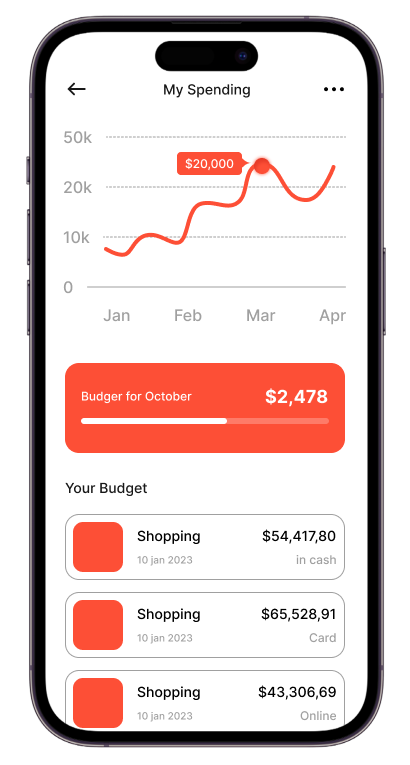 My Spending
50k
$20,000
20k
10k
0
Jan Feb Mar Apr
Budger for October $2,478
Your Budget
Shopping $54,417,80
10 jan 2023 in cash
Shopping $65,528,91
10 jan 2023 Card
Shopping $43,306,69
10 jan 2023 Online